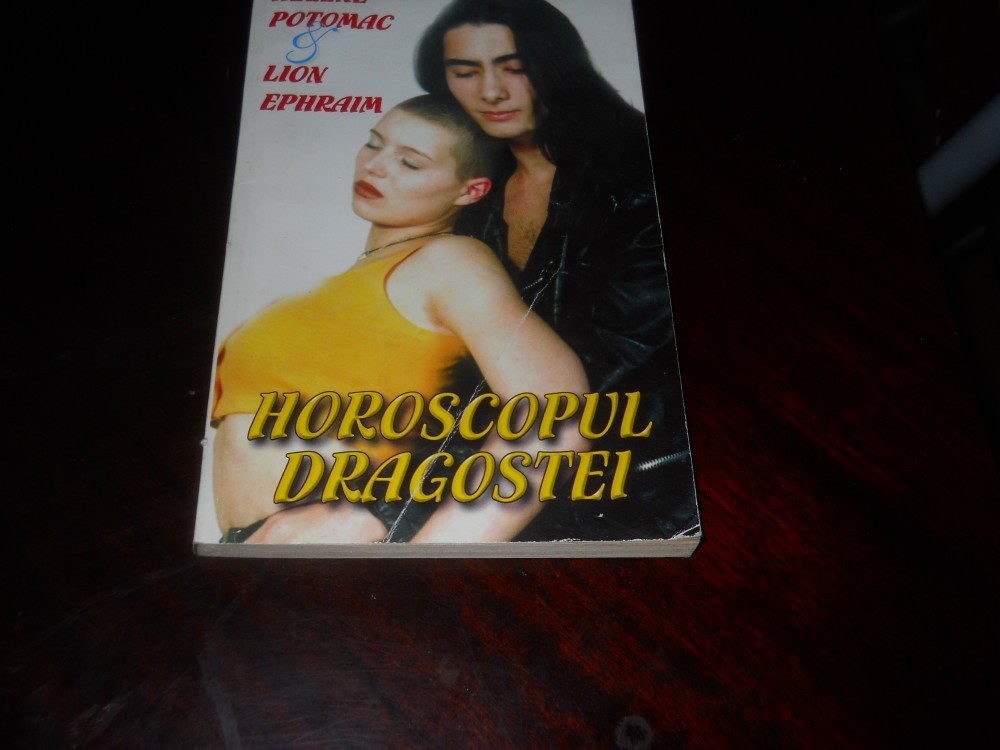 POTOMAC
&
LION
EPHRAIM
HOROSCOPUL
DRAGOSTEI